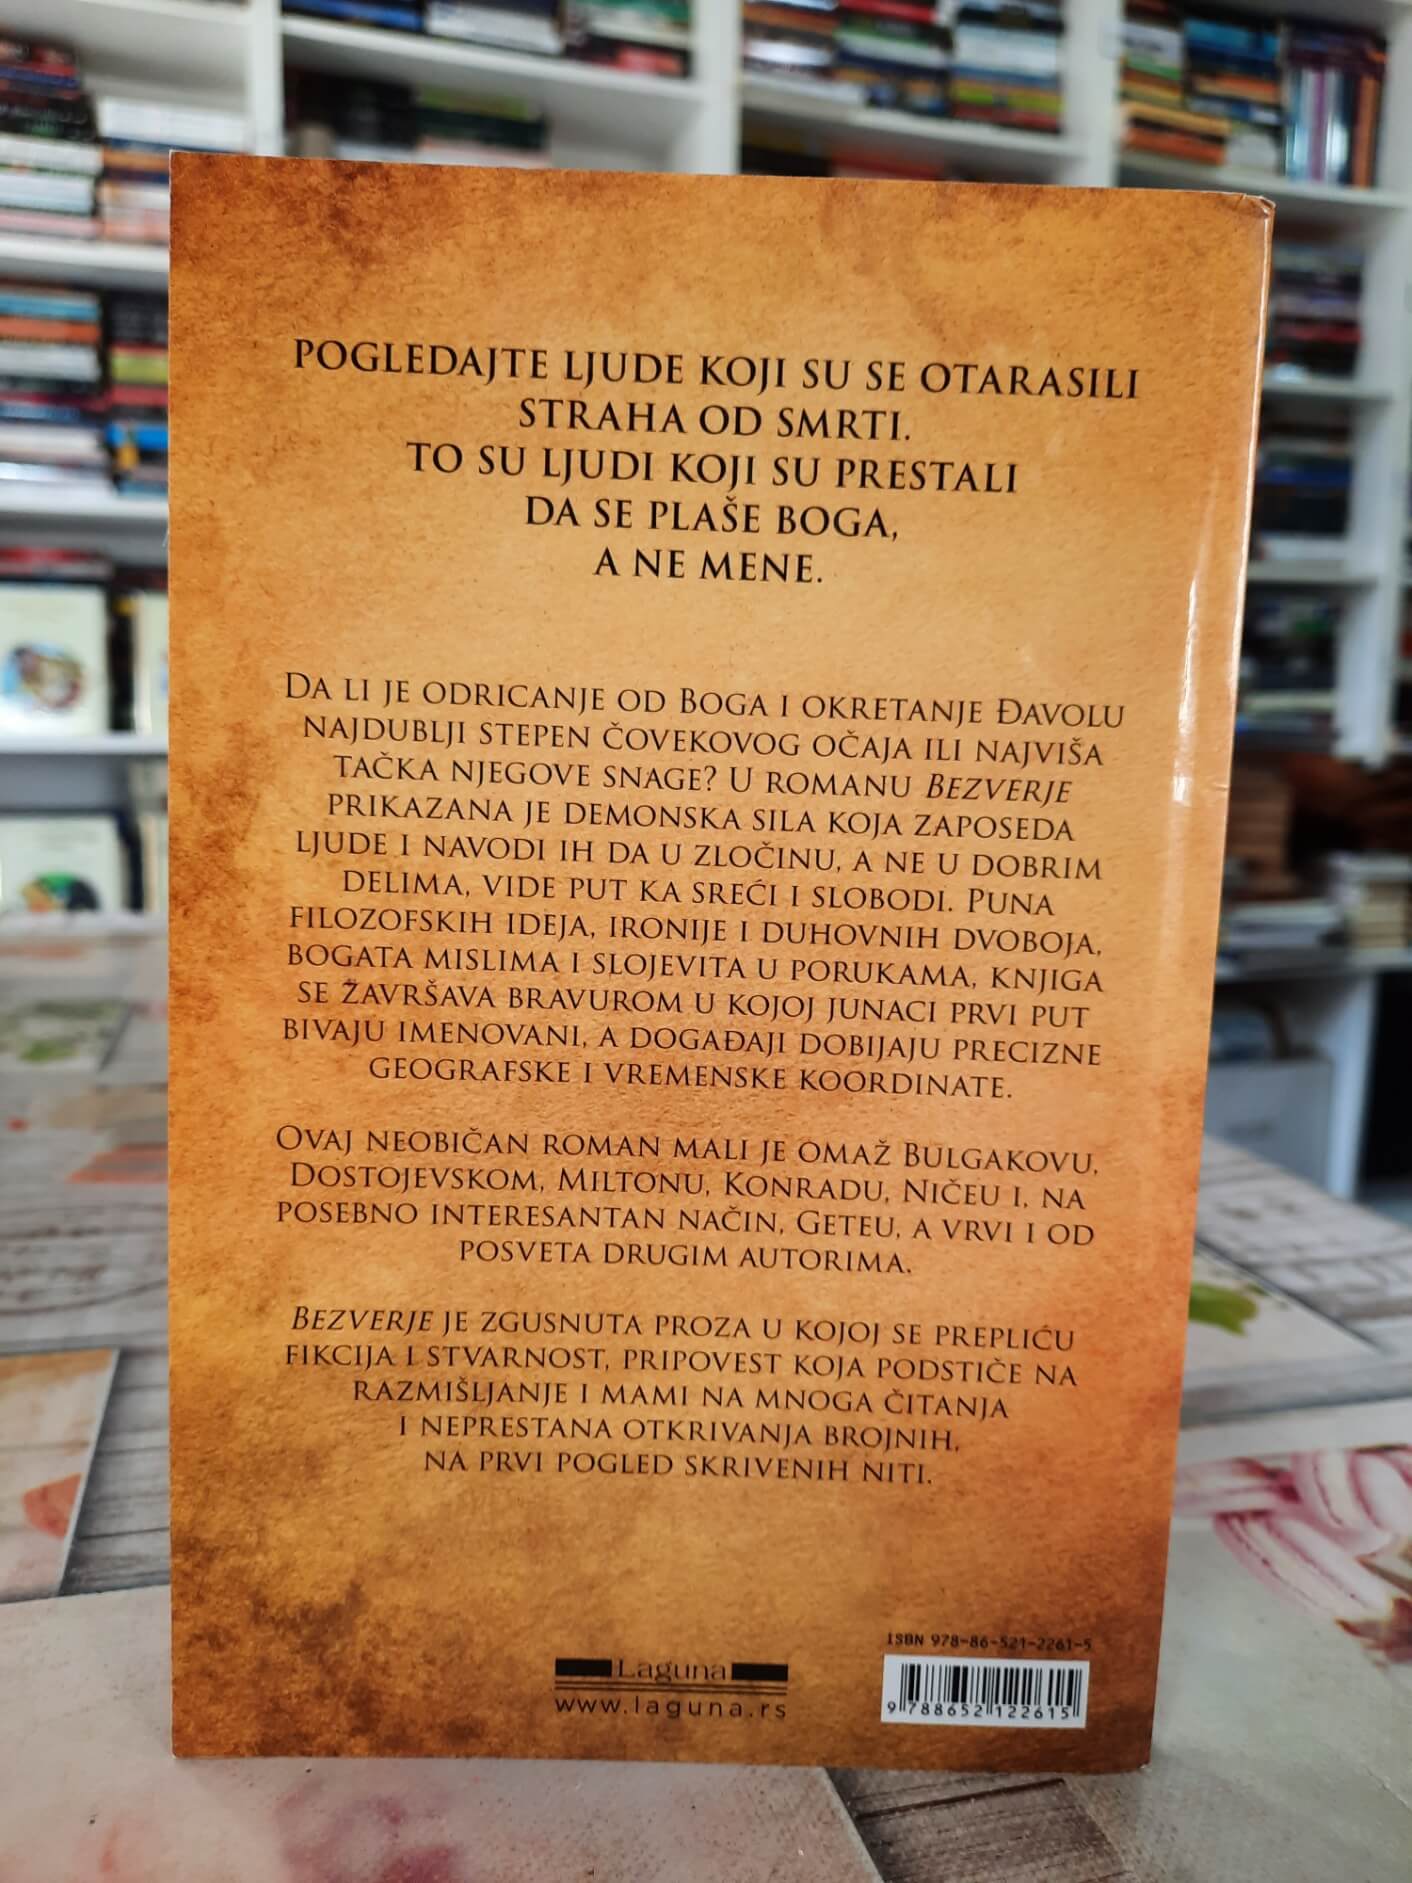 POGLEDAJTE LJUDE KOJI SU SE OTARASILI
STRAHA OD SMRTI.
TO SU LJUDI KOJI SU PRESTALI
DA SE PLAŠE BOGA,
A NE MENE.
DA LI JE ODRICANJE OD BOGA I OKRETANJE ĐAVOLU
NAJDUBLJI STEPEN ČOVEKOVOG OČAJA ILI NAJVIŠA
TAČKA NJEGOVE SNAGE? U ROMANU BEZVERJE
PRIKAZANA JE DEMONSKA SILA KOJA ZAPOSEDA
LJUDE I NAVODI IH DA U ZLOČINU, A NE U DOBRIM
DELIMA, VIDE PUT KA SREĆI I SLOBODI. PUNA
FILOZOFSKIH IDEJA, IRONIJE I DUHOVNIH DVOBOJA,
BOGATA MISLIMA I SLOJEVITA U PORUKAMA, KNJIGA
SE ŽAVRŠAVA BRAVUROM U KOJOJ JUNACI PRVI PUT
BIVAJU IMENOVANI, A DOGAĐAJI DOBIJAJU PRECIZNE
GEOGRAFSKE I VREMENSKE KOORDINATE.
OVAJ NEOBIČAN ROMAN MALI JE OMAŽ BULGAKOVU,
DOSTOJEVSKOM, MILTONU, KONRADU, NIČEU I, NA
POSEBNO INTERESANTAN NAČIN, GETEU, A VRVI I OD
POSVETA DRUGIM AUTORIMA.
BEZVERJE JE ZGUSNUTA PROZA U KOJOJ SE PREPLIĆU
FIKCIJA I STVARNOST, PRIPOVEST KOJA PODSTIČE NA
RAZMIŠLJANJE I MAMI NA MNOGA ČITANJA
I NEPRESTANA OTKRIVANJA BROJNIH,
NA PRVI POGLED SKRIVENIH NITI.
ISBN 978-86-521-2261-5
Laguna
www.laguna.rs
9 788652 122615